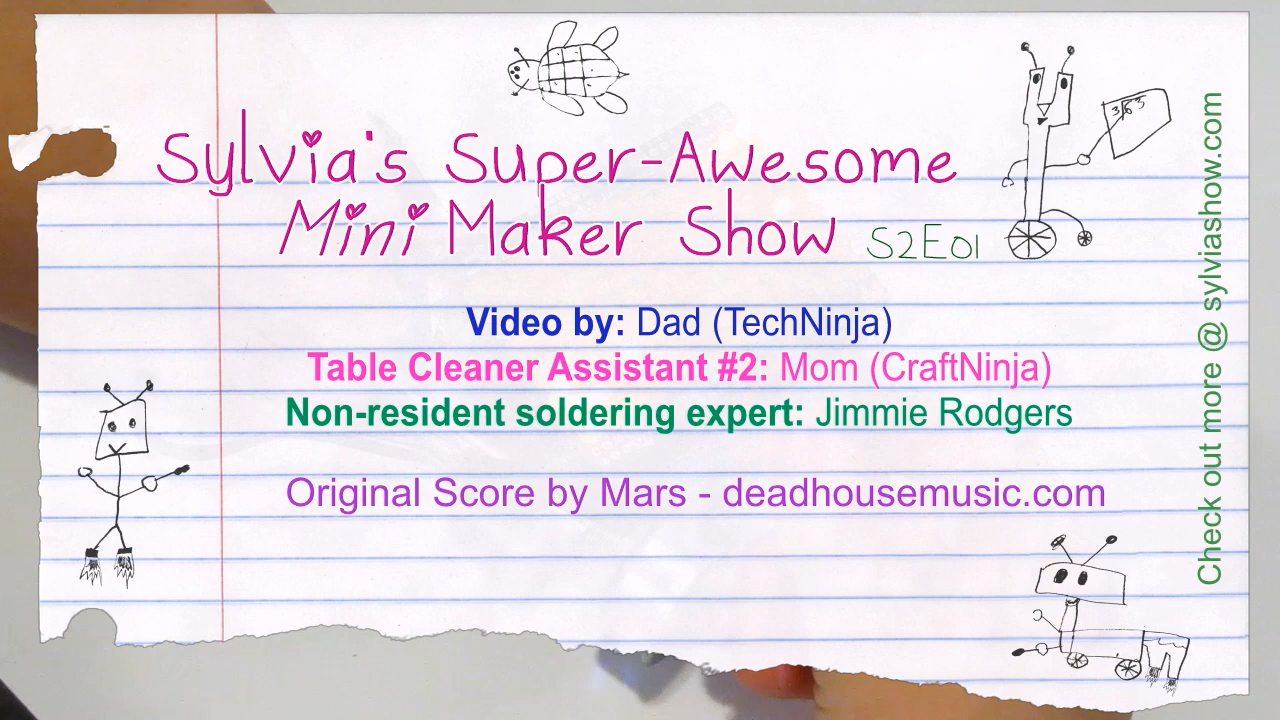 Sylvia's Super-Awesome
Mini Maker Show S2E01
Video by: Dad (TechNinja)
Table Cleaner Assistant #2: Mom (CraftNinja)
Non-resident soldering expert: Jimmie Rodgers
Original Score by Mars - deadhousemusic.com
Check out more @ sylviashow.com